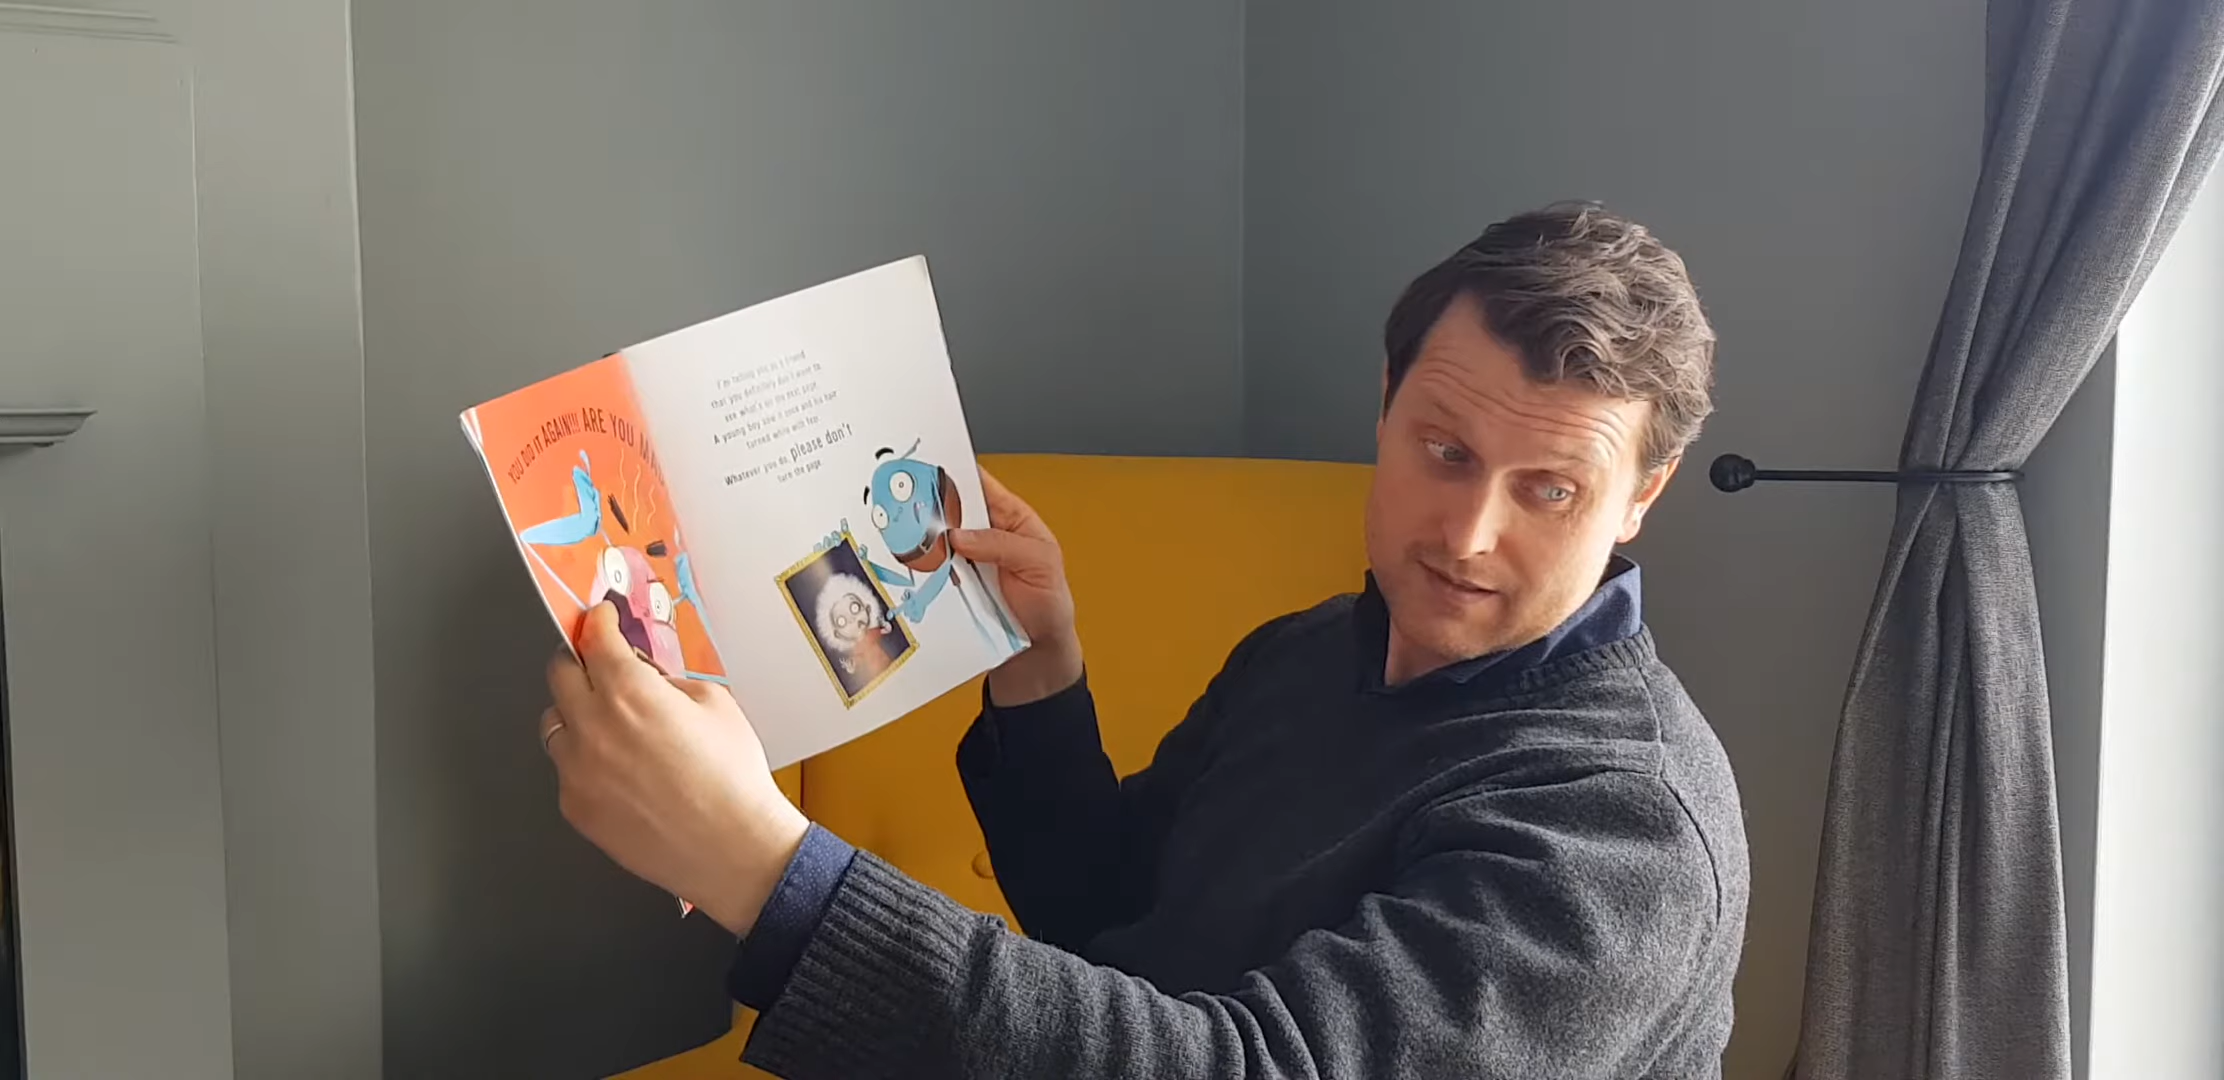 YOU DID IT AGAIN!!! ARE YOU MAD
I'm telling you as a friend
that you definitely don't want to
see what's on the next page.
A young boy saw it once and his hair
turned white with fear.
Whatever you do, please don't
turn the page.